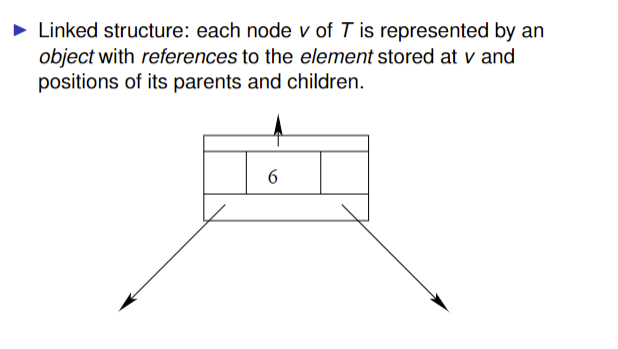 ► Linked structure: each node v of T is represented by an
object with references to the element stored at v and
positions of its parents and children.
6